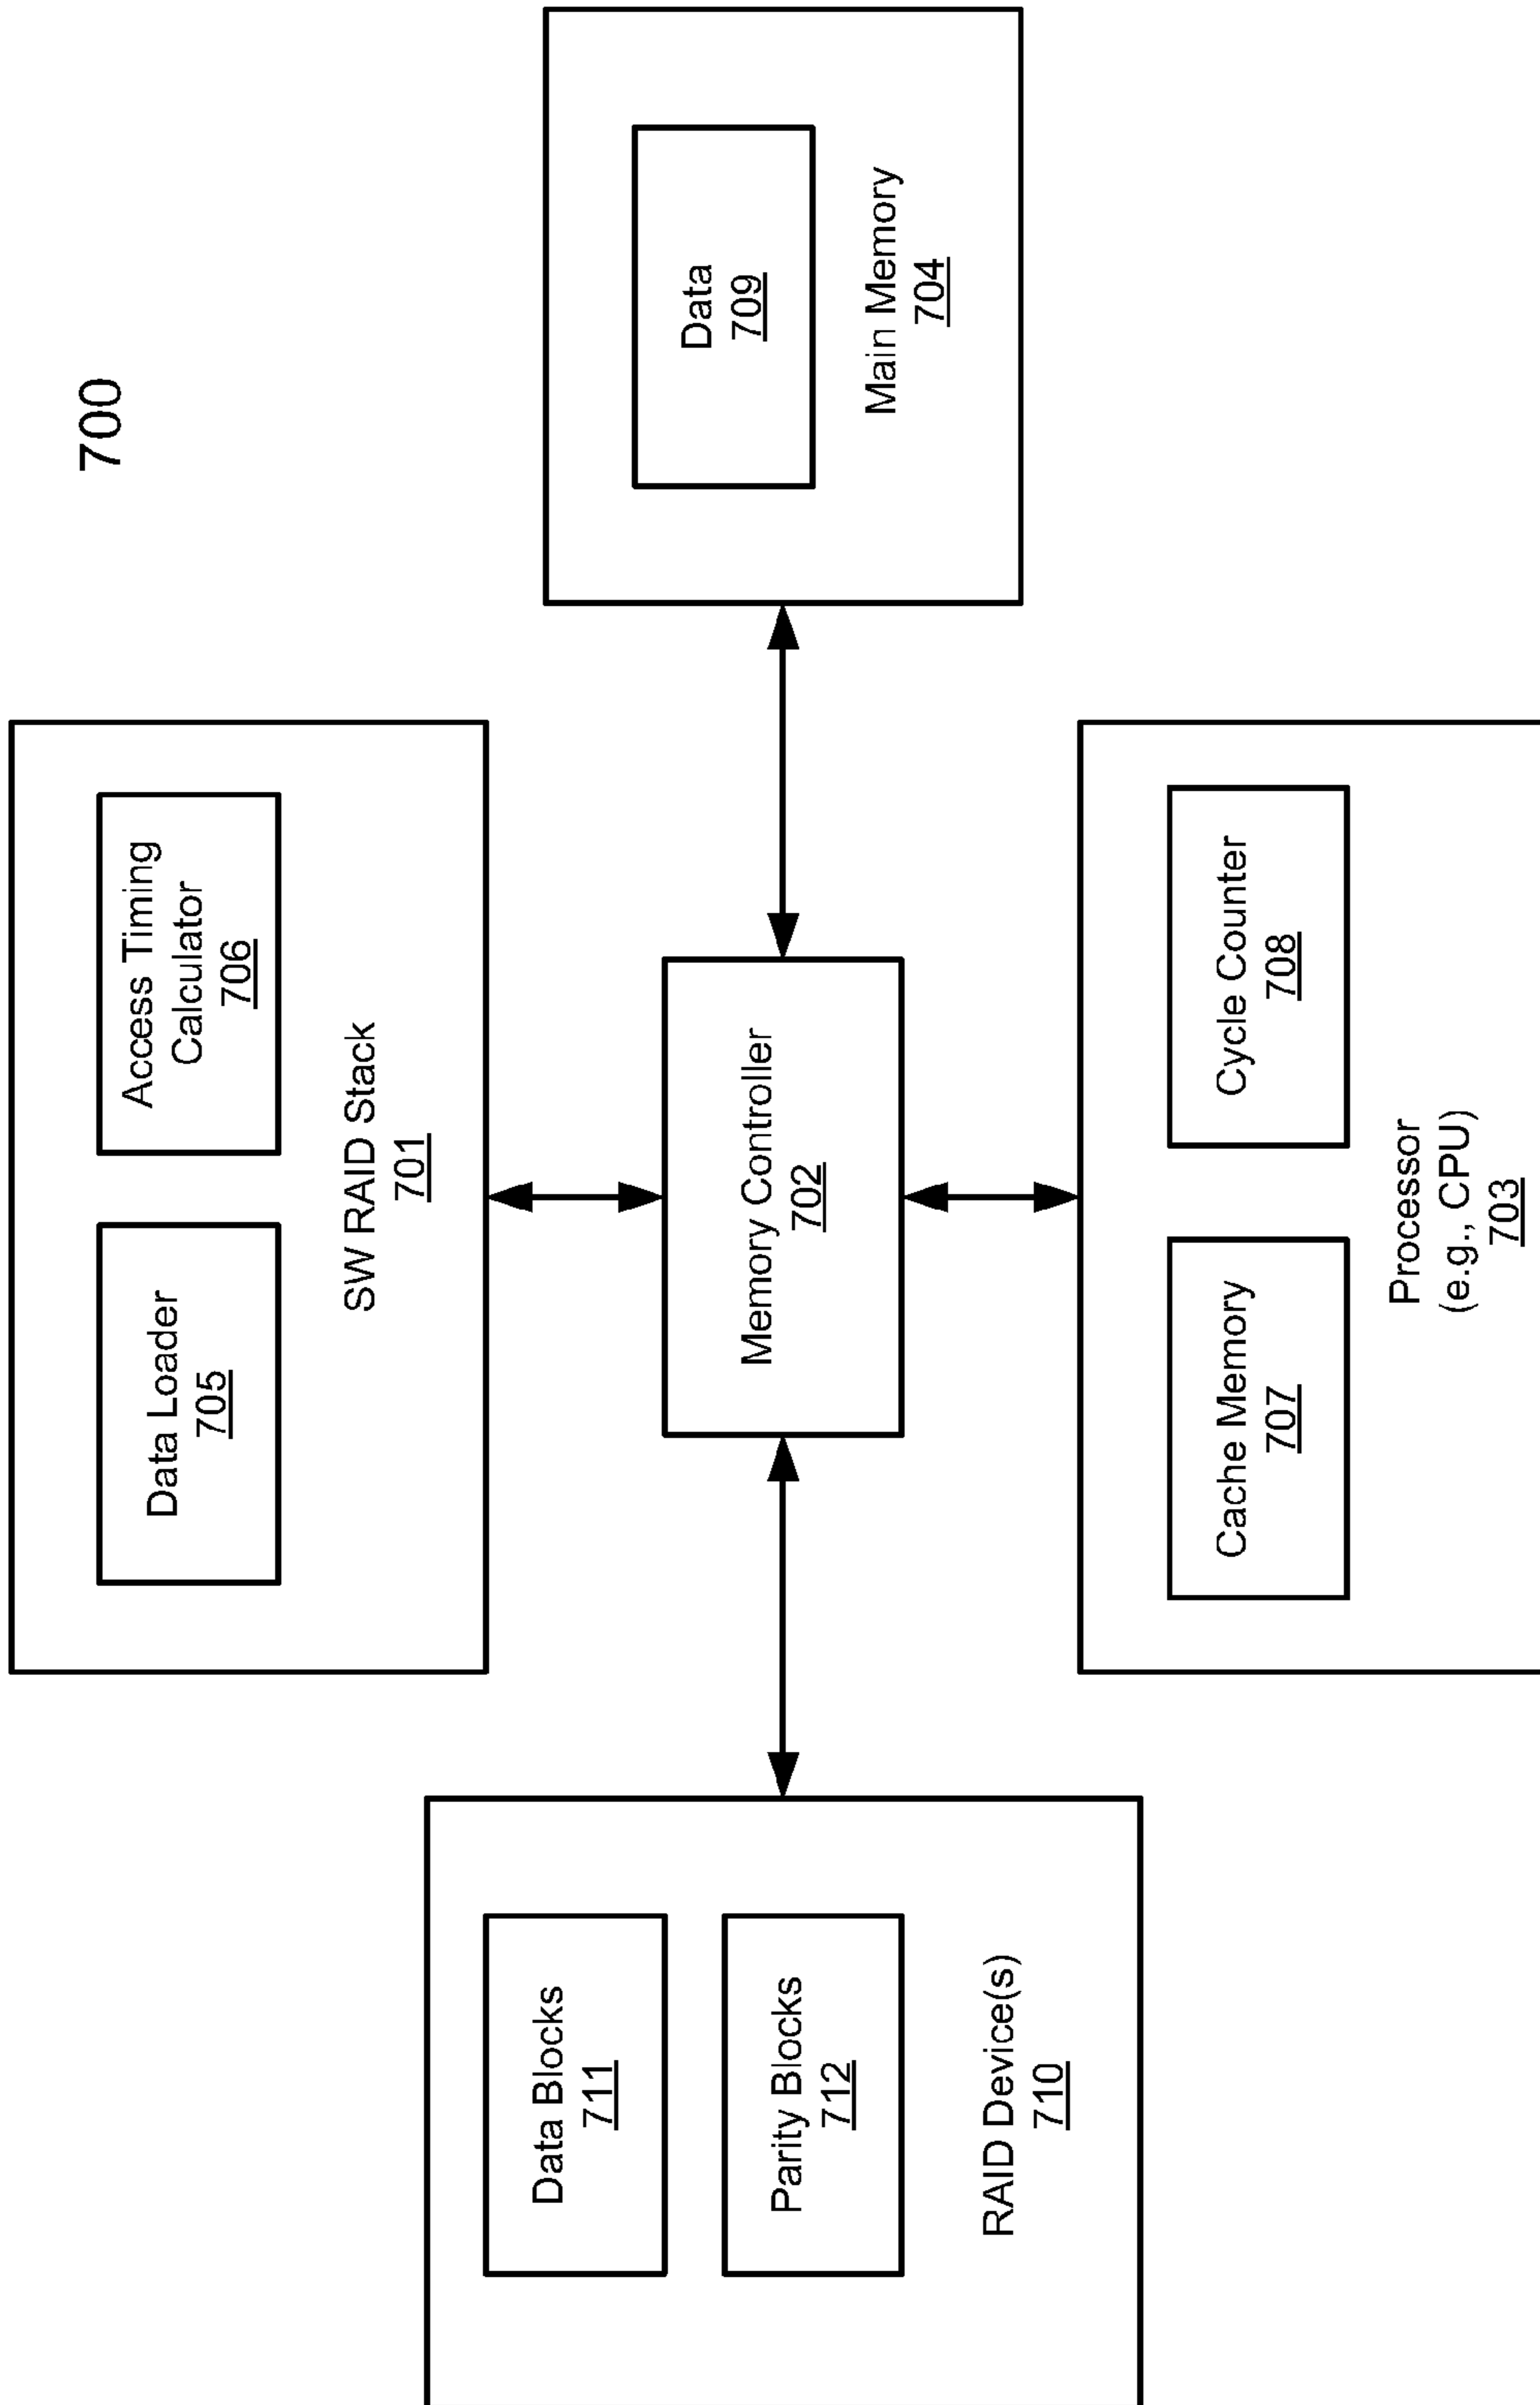 700
Data Loader
705
Access Timing
Calculator
706
SW RAID Stack
701
Data Blocks
711
Parity Blocks
712
RAID Device(s)
710
Memory Controller
702
Data
709
Main Memory
704
Cache Memory
707
Cycle Counter
708
Processor
(e.g., CPU)
703